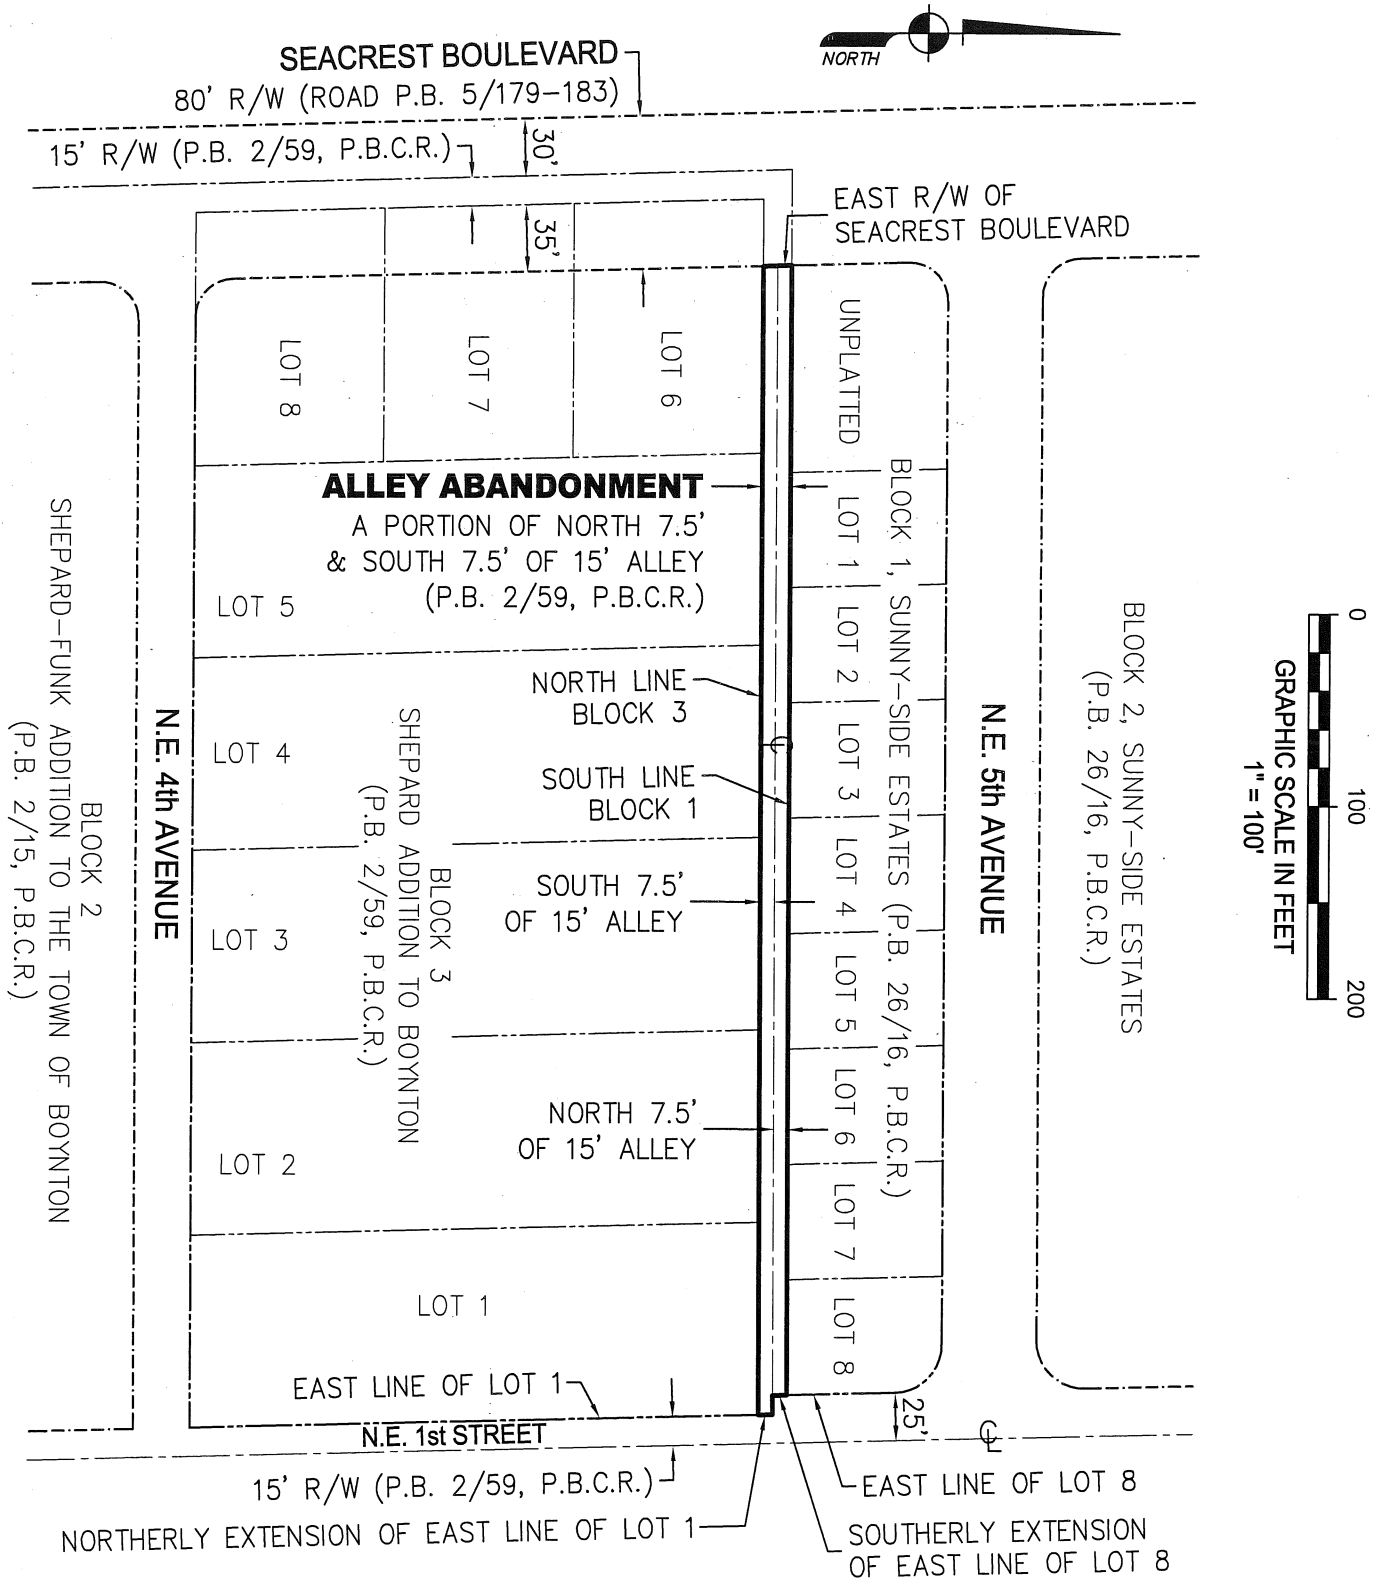 NORTH
SEACREST BOULEVARD
80' R/W (ROAD P.B. 5/179-183)
15' R/W (P.B. 2/59, P.B.C.R.)
30'
35'
EAST R/W OF
SEACREST BOULEVARD
LOT 8
LOT 7
LOT 6
UNPLATTED
ALLEY ABANDONMENT
A PORTION OF NORTH 7.5'
& SOUTH 7.5' OF 15' ALLEY
(P.B. 2/59, P.B.C.R.)
LOT 5
LOT 4
LOT 3
LOT 2
LOT 1
NORTH LINE
BLOCK 3
SOUTH LINE
BLOCK 1
SOUTH 7.5'
OF 15' ALLEY
NORTH 7.5'
OF 15' ALLEY
BLOCK 3
SHEPARD ADDITION TO BOYNTON
(P.B. 2/59, P.B.C.R.)
LOT 1
LOT 2
LOT 3
LOT 4
LOT 5
LOT 6
LOT 7
LOT 8
BLOCK 1, SUNNY-SIDE ESTATES (P.B. 26/16, P.B.C.R.)
N.E. 4th AVENUE
N.E. 5th AVENUE
BLOCK 2
SHEPARD-FUNK ADDITION TO THE TOWN OF BOYNTON
(P.B. 2/15, P.B.C.R.)
BLOCK 2, SUNNY-SIDE ESTATES
(P.B. 26/16, P.B.C.R.)
0
100
200
GRAPHIC SCALE IN FEET
1" = 100'
EAST LINE OF LOT 1
N.E. 1st STREET
25'
CL
15' R/W (P.B. 2/59, P.B.C.R.)
NORTHERLY EXTENSION OF EAST LINE OF LOT 1
EAST LINE OF LOT 8
SOUTHERLY EXTENSION
OF EAST LINE OF LOT 8